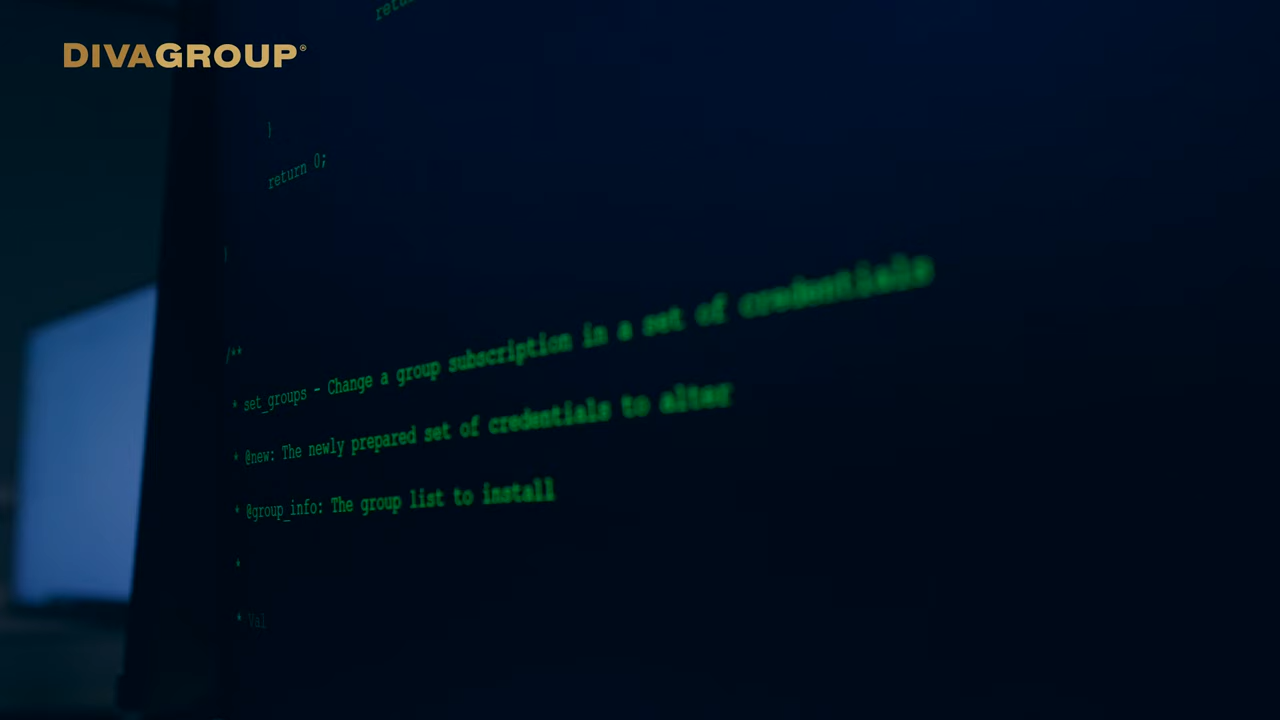 DIVAGROUP®
}
return 0;
}
/**
* set_groups - Change a group subscription in a set of credentials
* @new: The newly prepared set of credentials to alter
* @group_info: The group list to install
*
* Val